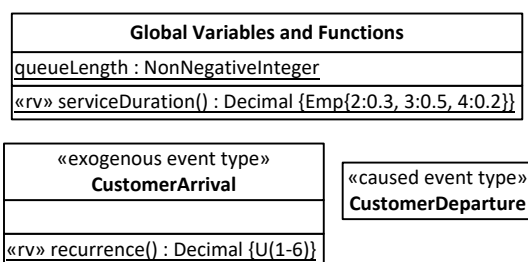 Global Variables and Functions
queueLength : NonNegativeInteger
«rv» serviceDuration() : Decimal {Emp{2:0.3, 3:0.5, 4:0.2}}
«exogenous event type»
CustomerArrival
«rv» recurrence() : Decimal {U(1-6)}
«caused event type»
CustomerDeparture